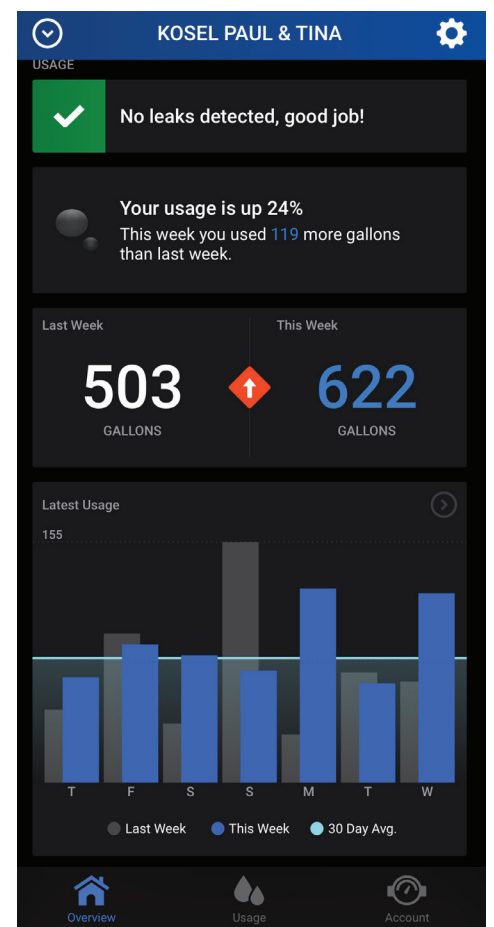 KOSEL PAUL & TINA
USAGE
No leaks detected, good job!
Your usage is up 24%
This week you used 119 more gallons
than last week.
Last Week
This Week
503
622
GALLONS
GALLONS
Latest Usage
155
T F S S M T W
Last Week This Week 30 Day Avg.
Overview Usage Account